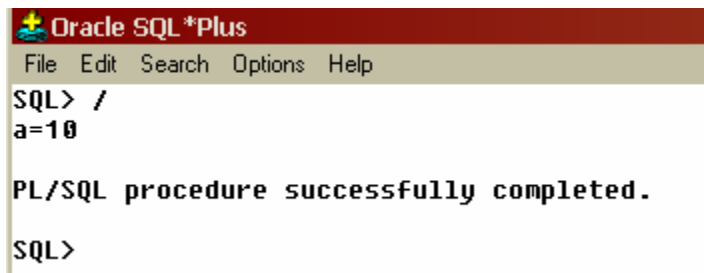 Oracle SQL*Plus
File Edit Search Options Help
SQL> /
a=10
PL/SQL procedure successfully completed.
SQL>